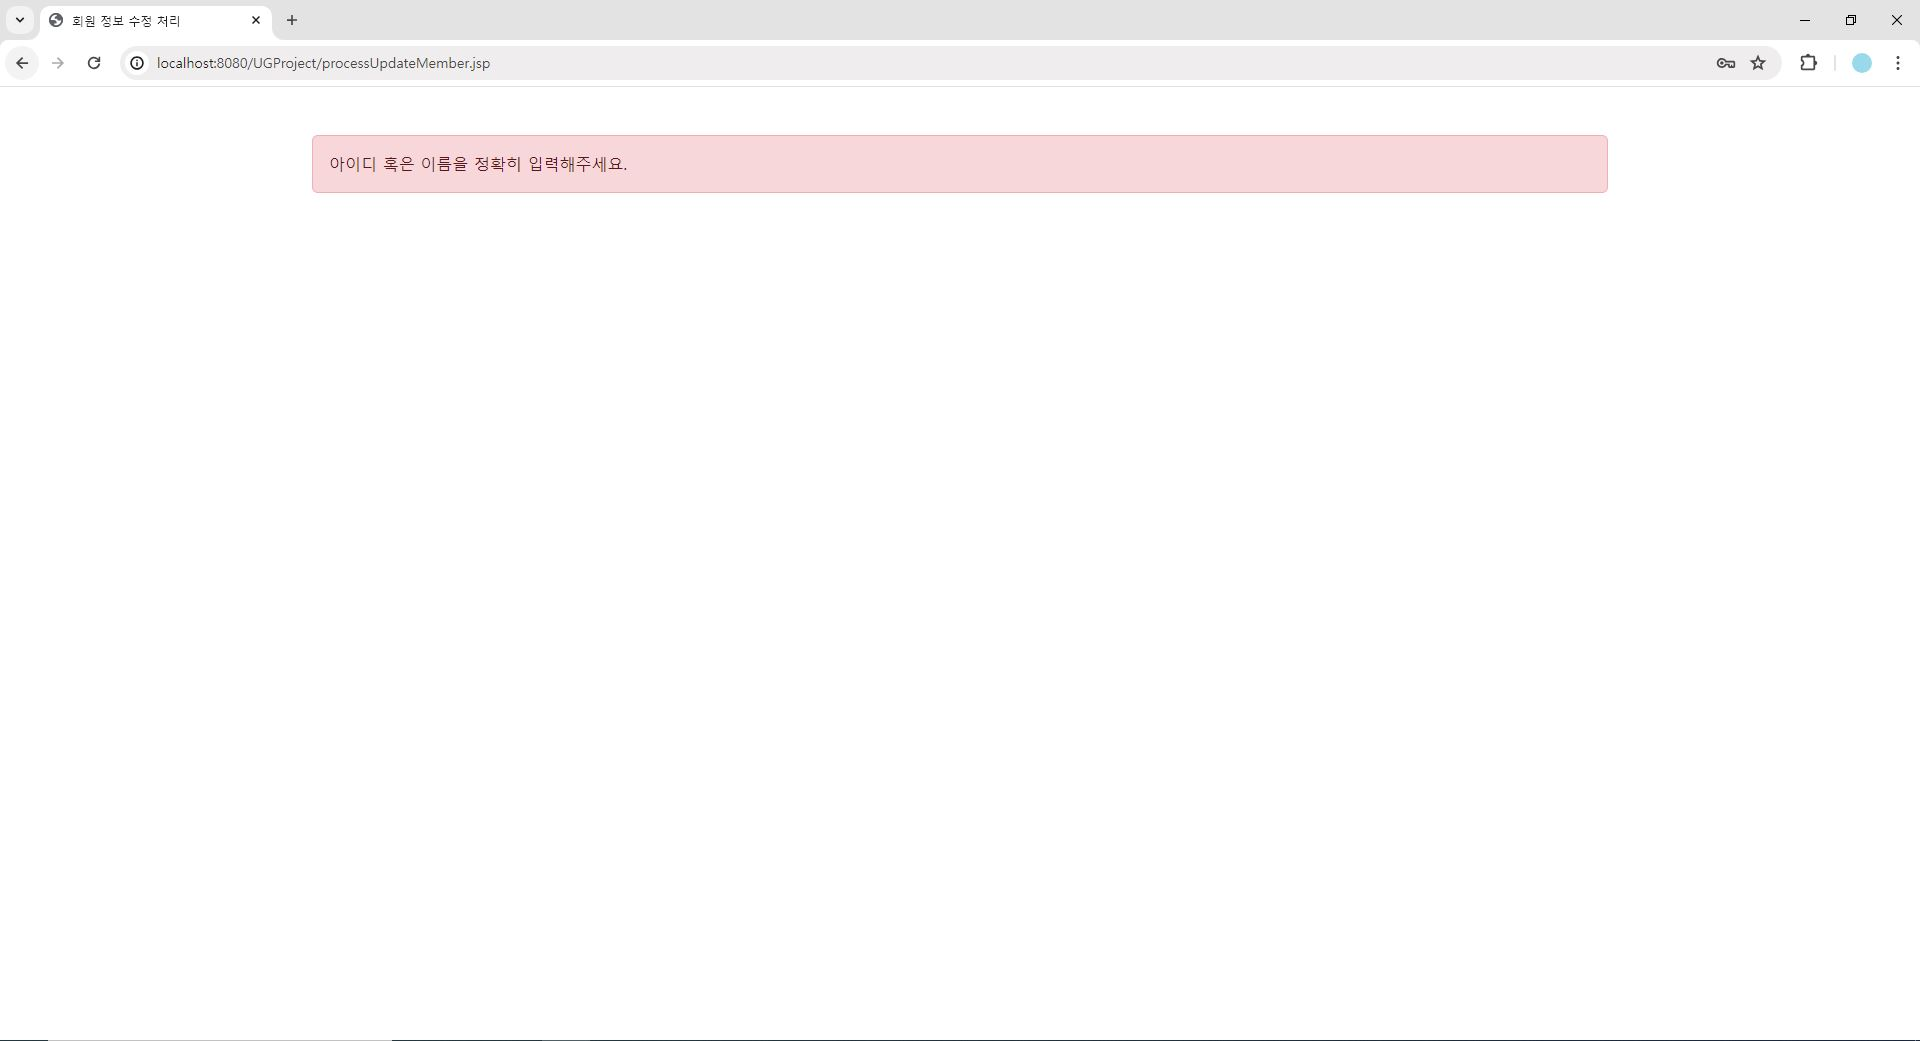 회원 정보 수정 처리
localhost:8080/UGProject/processUpdateMember.jsp
아이디 혹은 이름을 정확히 입력해주세요.